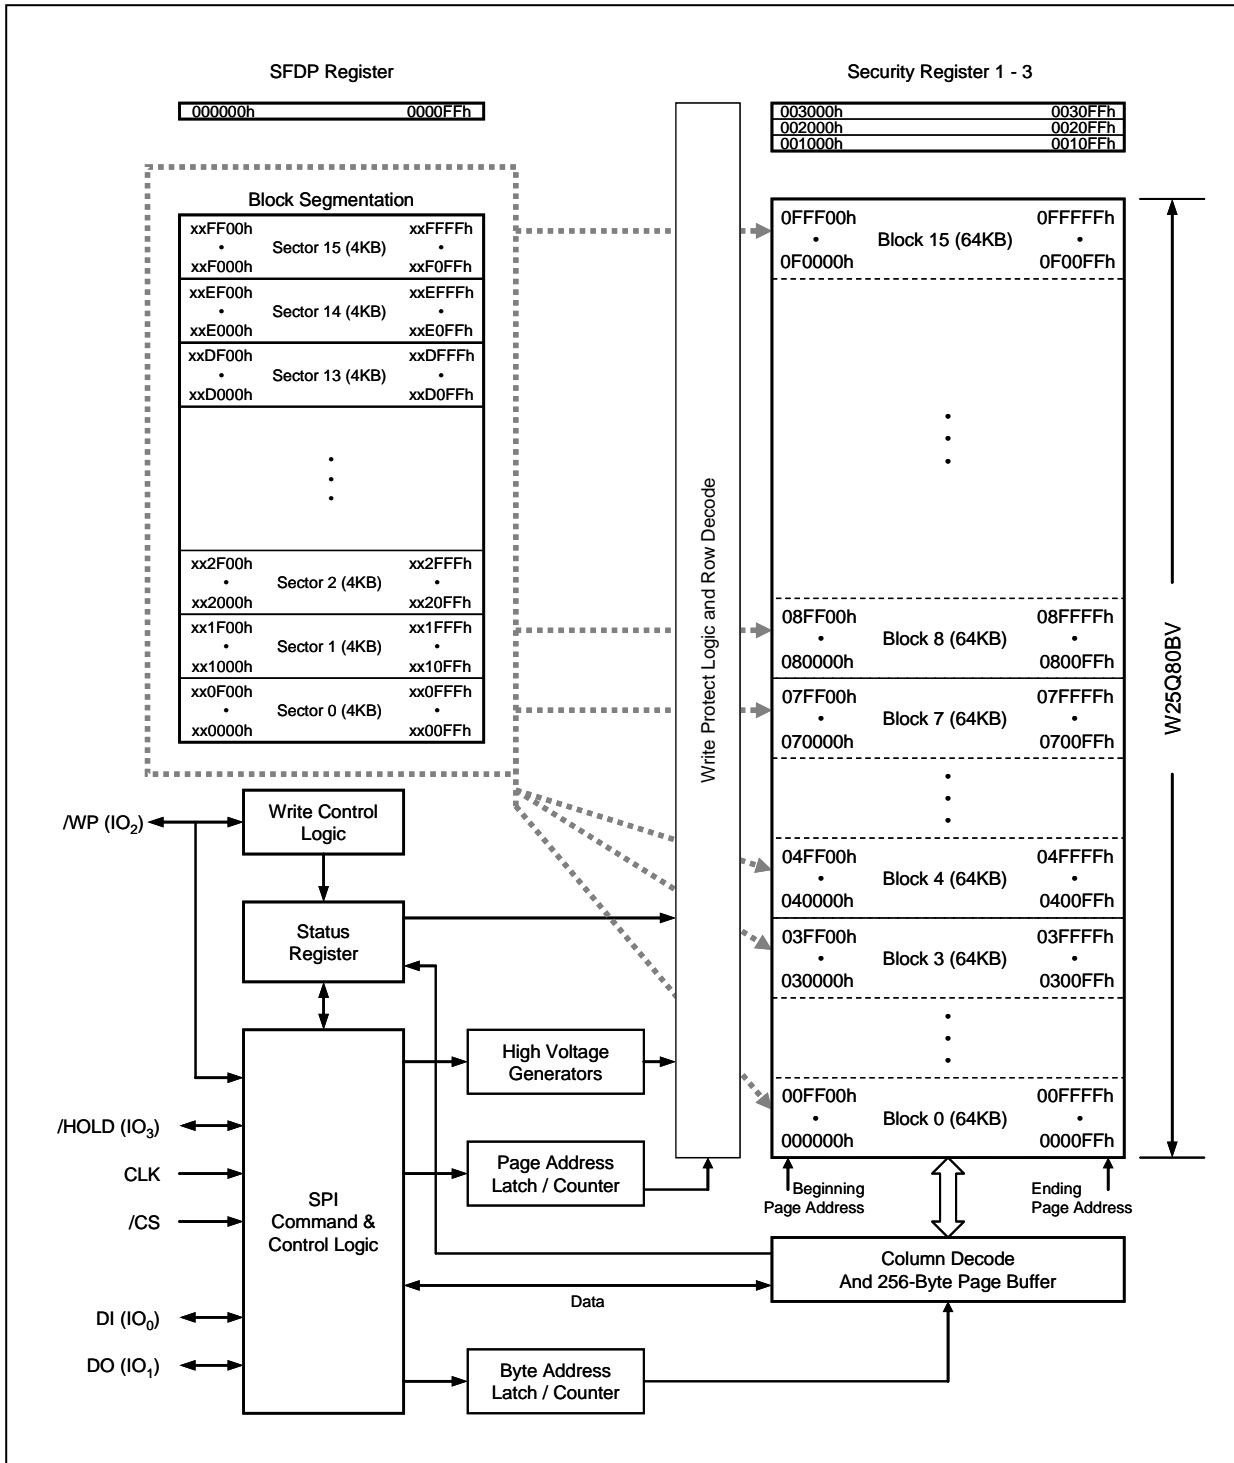 SFDP Register
000000h 0000FFh
Security Register 1 - 3
003000h 0030FFh
002000h 0020FFh
001000h 0010FFh
Block Segmentation
xxFF00h xxFFFFh
• Sector 15 (4KB) •
xxF000h xxF0FFh
xxEF00h xxEFFFh
• Sector 14 (4KB) •
xxE000h xxE0FFh
xxDF00h xxDFFFh
• Sector 13 (4KB) •
xxD000h xxD0FFh
xx2F00h xx2FFFh
• Sector 2 (4KB) •
xx2000h xx20FFh
xx1F00h xx1FFFh
• Sector 1 (4KB) •
xx1000h xx10FFh
xx0F00h xx0FFFh
• Sector 0 (4KB) •
xx0000h xx00FFh
Write Protect Logic and Row Decode
0FFF00h 0FFFFFh
• Block 15 (64KB) •
0F0000h 0F00FFh
08FF00h 08FFFFh
• Block 8 (64KB) •
080000h 0800FFh
07FF00h 07FFFFh
• Block 7 (64KB) •
070000h 0700FFh
04FF00h 04FFFFh
• Block 4 (64KB) •
040000h 0400FFh
03FF00h 03FFFFh
• Block 3 (64KB) •
030000h 0300FFh
00FF00h 00FFFFh
• Block 0 (64KB) •
000000h 0000FFh
W25Q80BV
Beginning
Page Address
Ending
Page Address
/WP (IO2)
Write Control
Logic
Status
Register
High Voltage
Generators
/HOLD (IO3)
CLK
/CS
DI (IO0)
DO (IO1)
SPI
Command &
Control Logic
Page Address
Latch / Counter
Column Decode
And 256-Byte Page Buffer
Data
Byte Address
Latch / Counter